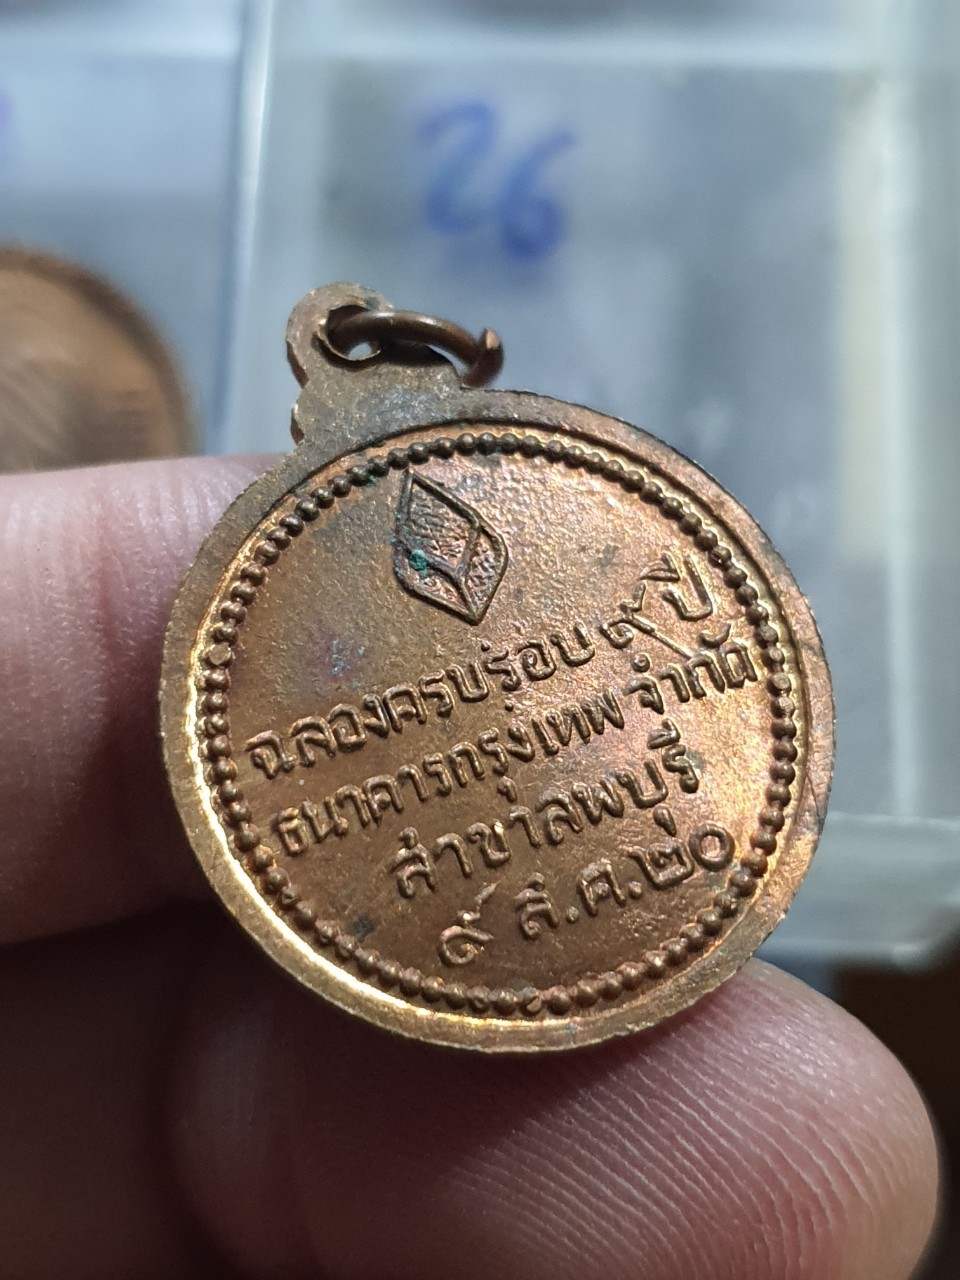 26
ฉลองครบรอบ ๙ ปี
ธนาคารกรุงเทพ จำกัด
สาขาลพบุรี
๙ ส.ค.๒๐